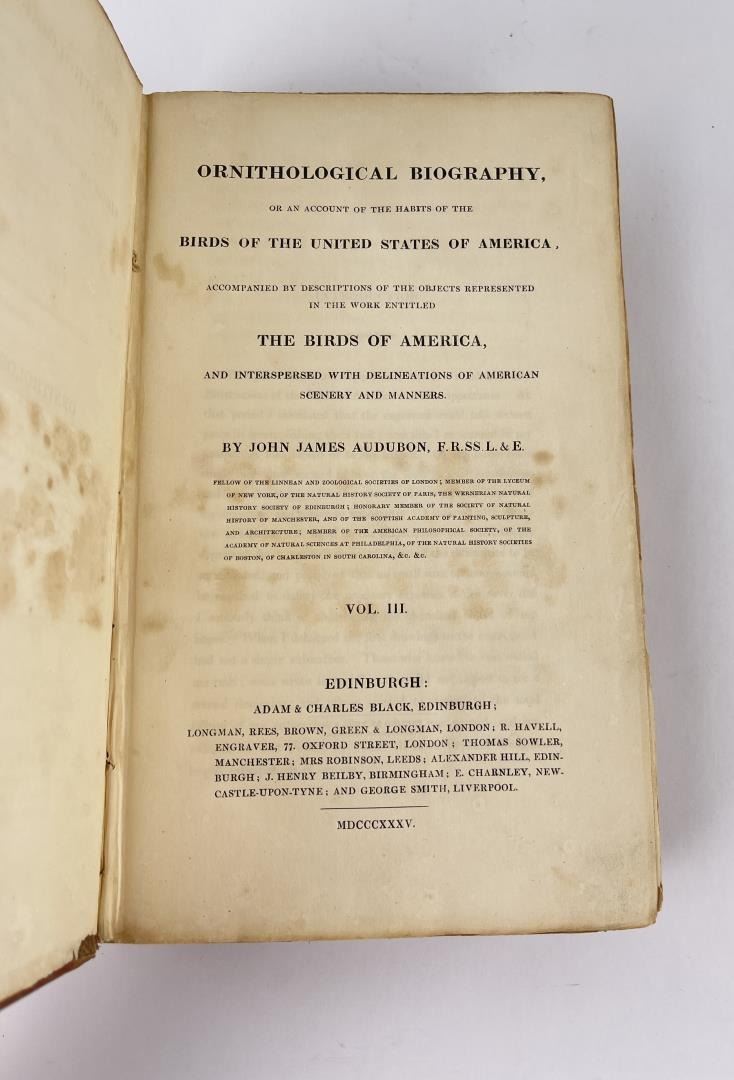 ORNITHOLOGICAL BIOGRAPHY,
OR AN ACCOUNT OF THE HABITS OF THE
BIRDS OF THE UNITED STATES OF AMERICA,
ACCOMPANIED BY DESCRIPTIONS OF THE OBJECTS REPRESENTED
IN THE WORK ENTITLED
THE BIRDS OF AMERICA,
AND INTERSPERSED WITH DELINEATIONS OF AMERICAN
SCENERY AND MANNERS.
BY JOHN JAMES AUDUBON, F.R.SS.L.&E.
FELLOW OF THE LINNEAN AND ZOOLOGICAL SOCIETIES OF LONDON; MEMBER OF THE LYCEUM
OF NEW YORK, OF THE NATURAL HISTORY SOCIETY OF PARIS, THE WERNERIAN NATURAL
HISTORY SOCIETY OF EDINBURGH; HONORARY MEMBER OF THE SOCIETY OF NATURAL
HISTORY OF MANCHESTER, AND OF THE SCOTTISH ACADEMY OF PAINTING, SCULPTURE,
AND ARCHITECTURE; MEMBER OF THE AMERICAN PHILOSOPHICAL SOCIETY, OF THE
ACADEMY OF NATURAL SCIENCES AT PHILADELPHIA, OF THE NATURAL HISTORY SOCIETIES
OF BOSTON, OF CHARLESTON IN SOUTH CAROLINA, &C. &C.
VOL. III.
EDINBURGH:
ADAM & CHARLES BLACK, EDINBURGH;
LONGMAN, REES, BROWN, GREEN & LONGMAN, LONDON; R. HAVELL,
ENGRAVER, 77. OXFORD STREET, LONDON; THOMAS SOWLER,
MANCHESTER; MRS ROBINSON, LEEDS; ALEXANDER HILL, EDIN-
BURGH; J. HENRY BEILBY, BIRMINGHAM; E. CHARNLEY, NEW-
CASTLE-UPON-TYNE; AND GEORGE SMITH, LIVERPOOL.
MDCCCXXXV.